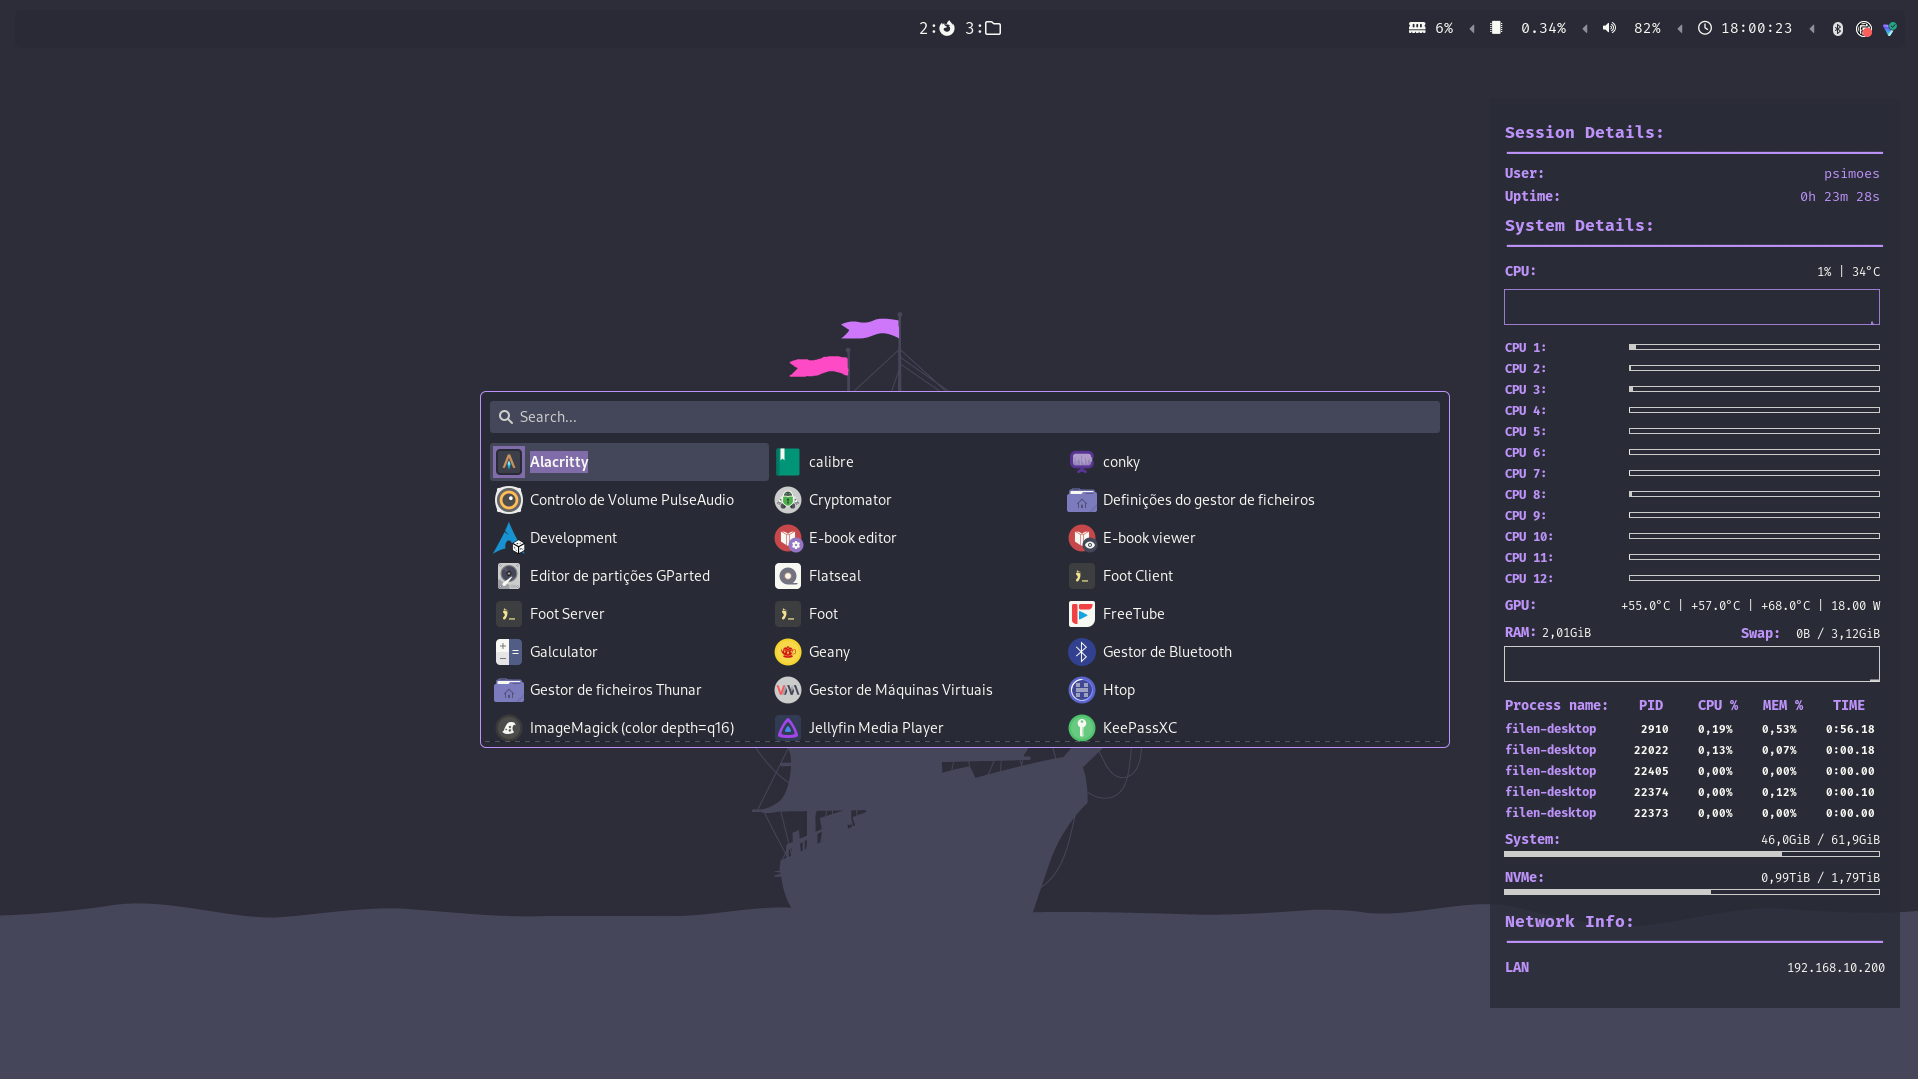 2: 3: 6% 0.34% 82% 18:00:23
Search...
Alacritty calibre conky
Controlo de Volume PulseAudio Cryptomator Definições do gestor de ficheiros
Development E-book editor E-book viewer
Editor de partições GParted Flatseal Foot Client
Foot Server Foot FreeTube
Galculator Geany Gestor de Bluetooth
Gestor de ficheiros Thunar Gestor de Máquinas Virtuais Htop
ImageMagick (color depth=q16) Jellyfin Media Player KeePassXC
Session Details:
User: psimoes
Uptime: 0h 23m 28s
System Details:
CPU: 1% | 34°C
CPU 1:
CPU 2:
CPU 3:
CPU 4:
CPU 5:
CPU 6:
CPU 7:
CPU 8:
CPU 9:
CPU 10:
CPU 11:
CPU 12:
GPU: +55.0°C | +57.0°C | +68.0°C | 18.00 W
RAM: 2,01GiB Swap: 0B / 3,12GiB
Process name: PID CPU % MEM % TIME
filen-desktop 2910 0,19% 0,53% 0:56.18
filen-desktop 22022 0,13% 0,07% 0:00.18
filen-desktop 22405 0,00% 0,00% 0:00.00
filen-desktop 22374 0,00% 0,12% 0:00.10
filen-desktop 22373 0,00% 0,00% 0:00.00
System: 46,0GiB / 61,9GiB
NVMe: 0,99TiB / 1,79TiB
Network Info:
LAN 192.168.10.200